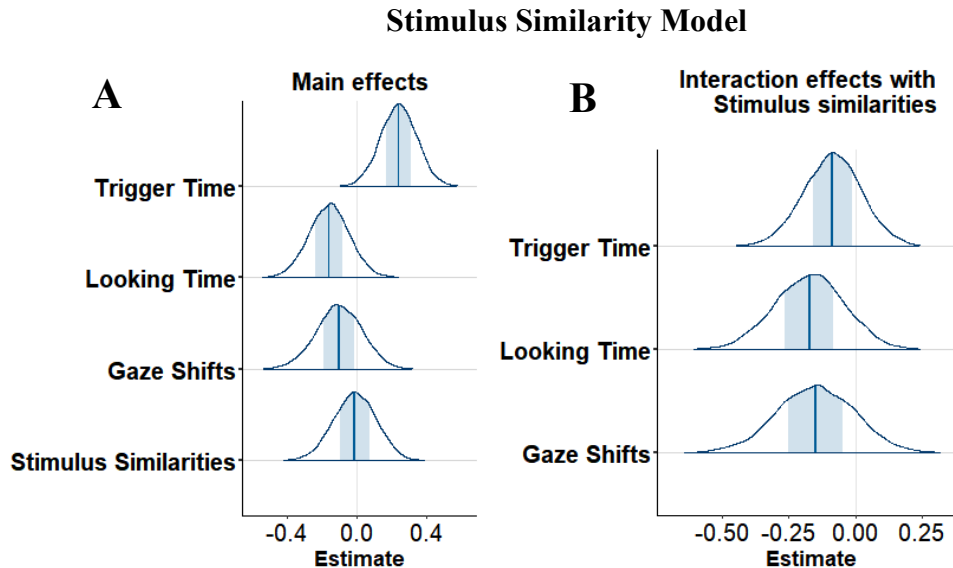 Stimulus Similarity Model
A
Main effects
Trigger Time
Looking Time
Gaze Shifts
Stimulus Similarities
-0.4 0.0 0.4
Estimate
B
Interaction effects with
Stimulus similarities
Trigger Time
Looking Time
Gaze Shifts
-0.50 -0.25 0.00 0.25
Estimate